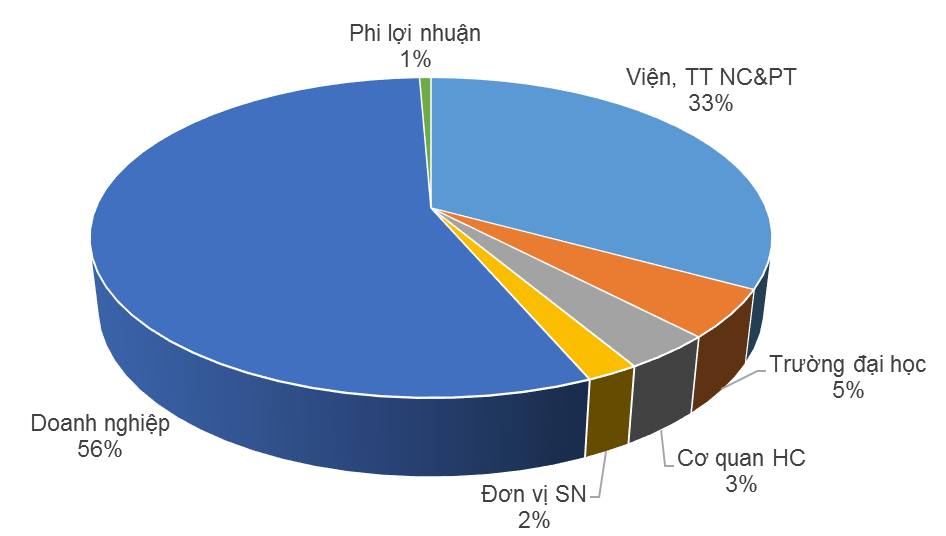 Phi lợi nhuận
1%
Viện, TT NC&PT
33%
Trường đại học
5%
Cơ quan HC
3%
Đơn vị SN
2%
Doanh nghiệp
56%